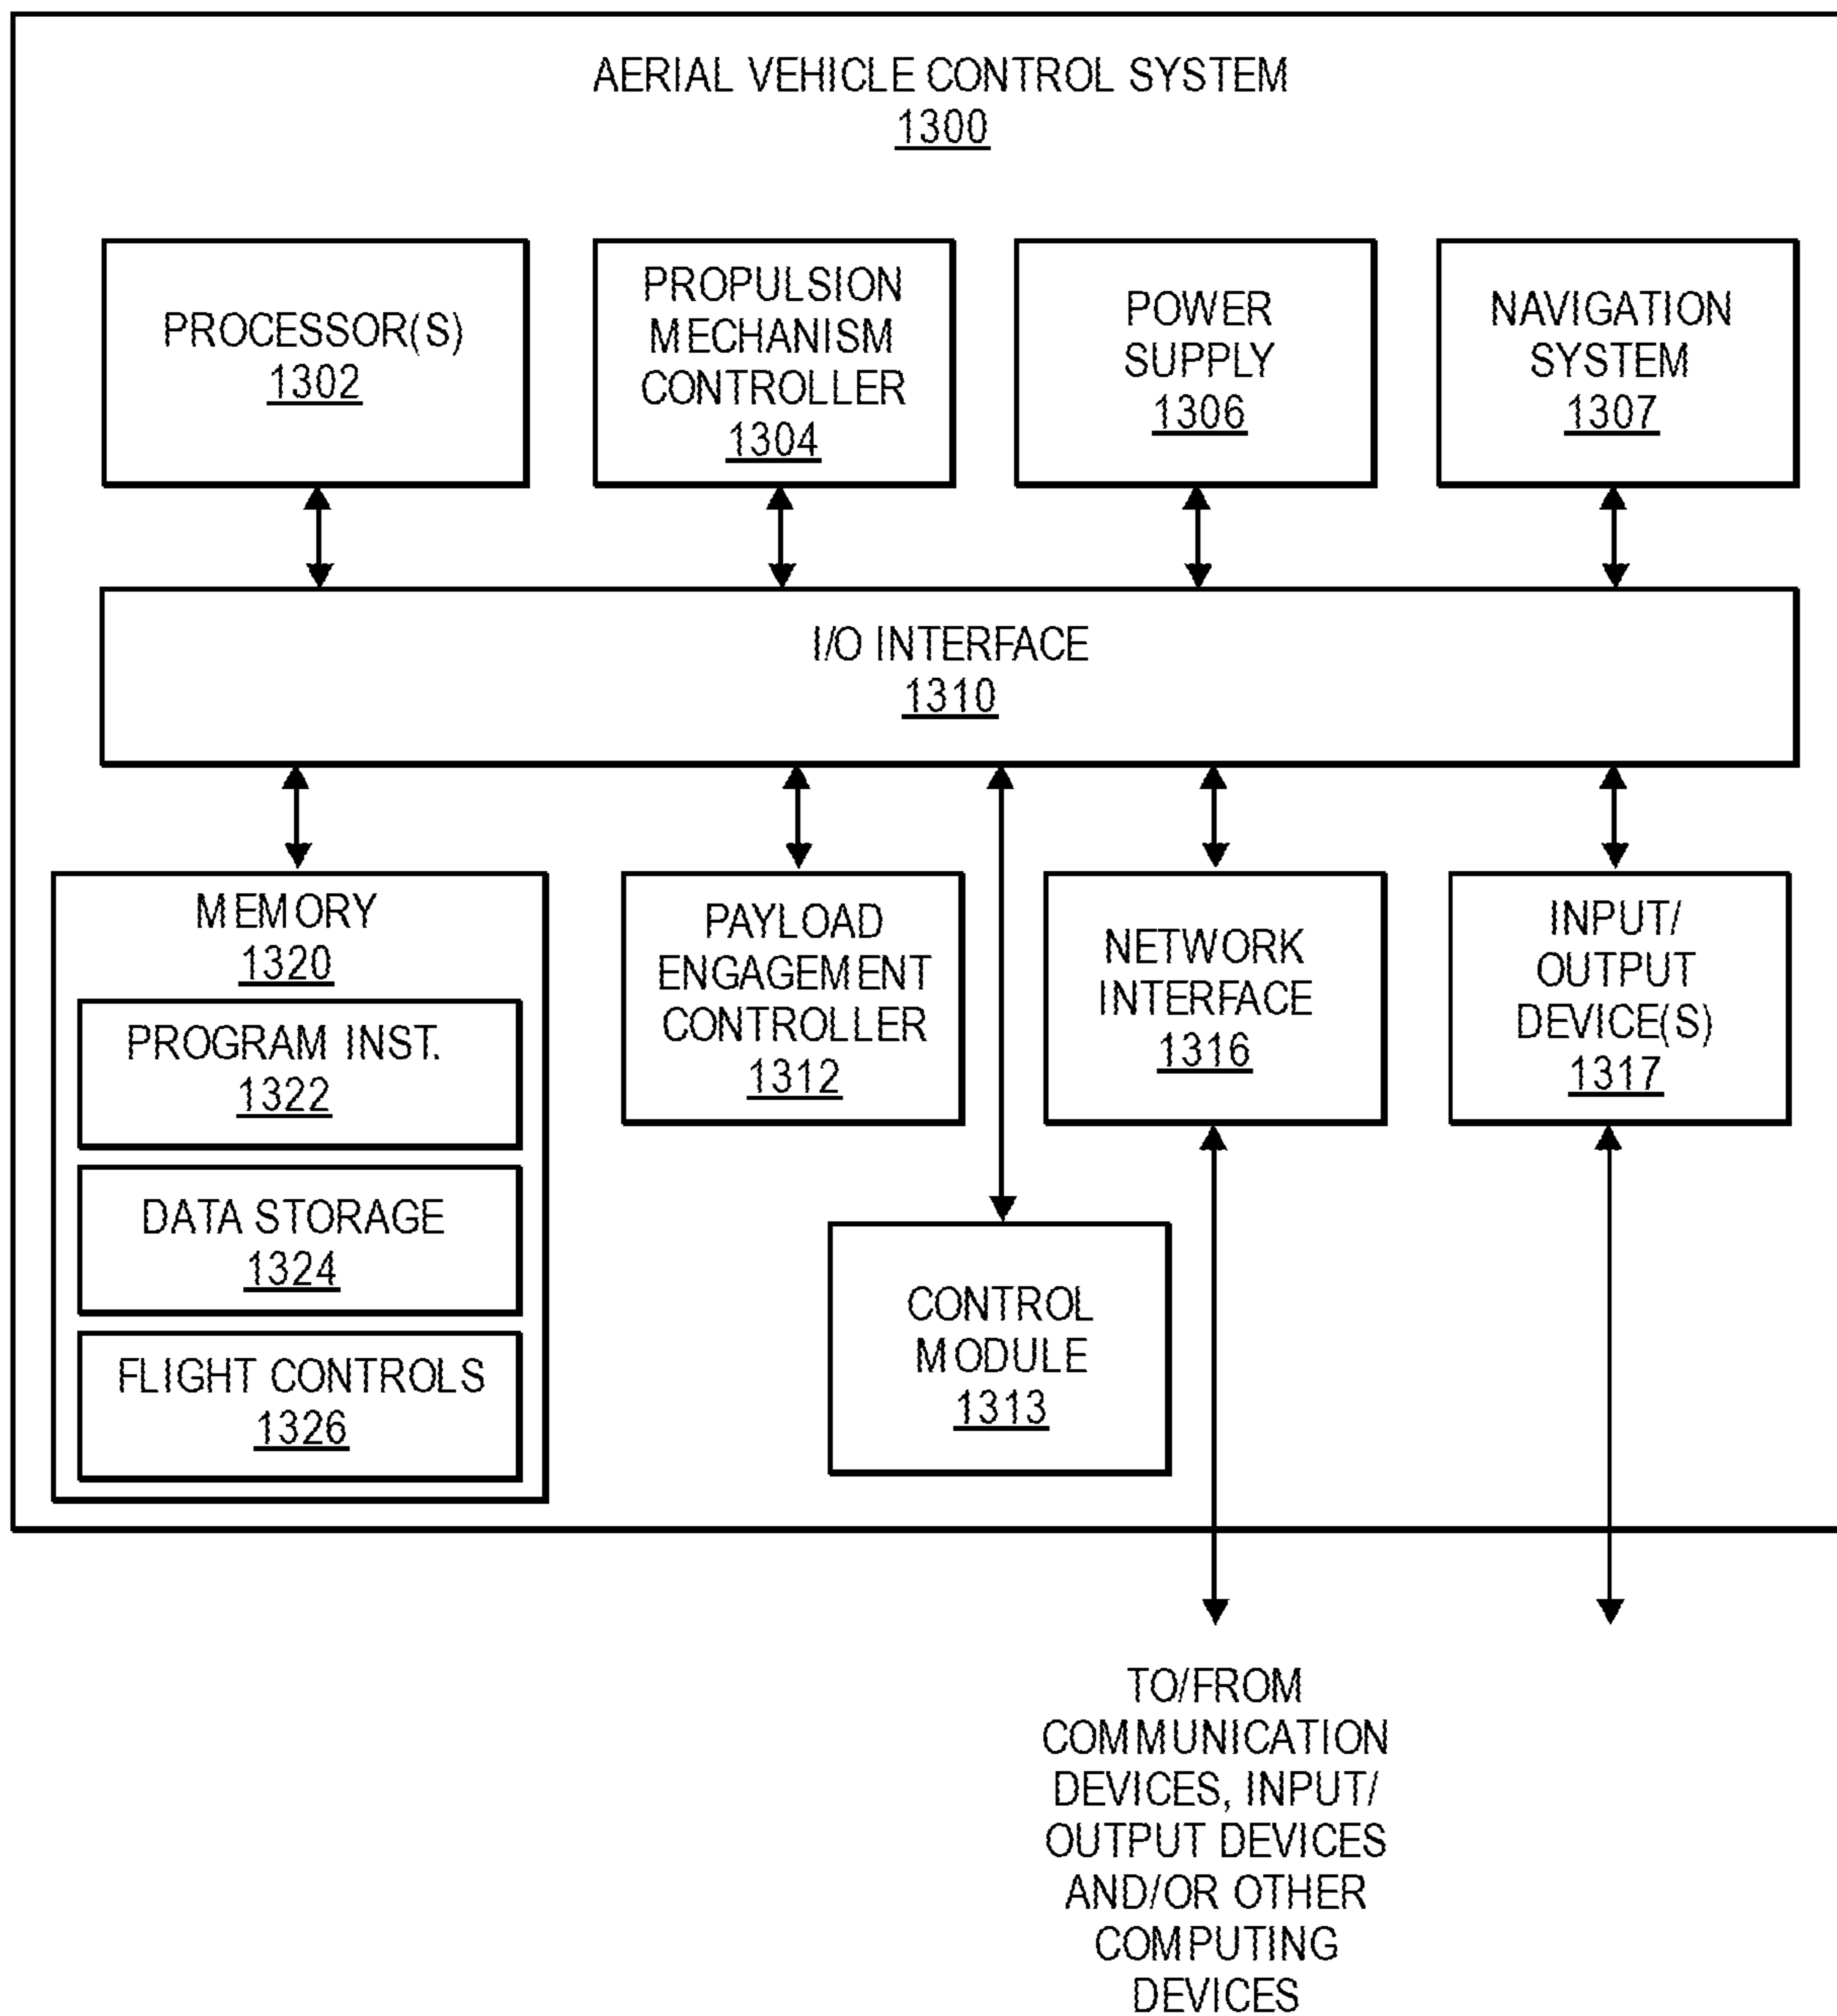 AERIAL VEHICLE CONTROL SYSTEM
1300
PROCESSOR(S)
1302
PROPULSION
MECHANISM
CONTROLLER
1304
POWER
SUPPLY
1306
NAVIGATION
SYSTEM
1307
I/O INTERFACE
1310
MEMORY
1320
PROGRAM INST.
1322
DATA STORAGE
1324
FLIGHT CONTROLS
1326
PAYLOAD
ENGAGEMENT
CONTROLLER
1312
CONTROL
MODULE
1313
NETWORK
INTERFACE
1316
INPUT/
OUTPUT
DEVICE(S)
1317
TO/FROM
COMMUNICATION
DEVICES, INPUT/
OUTPUT DEVICES
AND/OR OTHER
COMPUTING
DEVICES